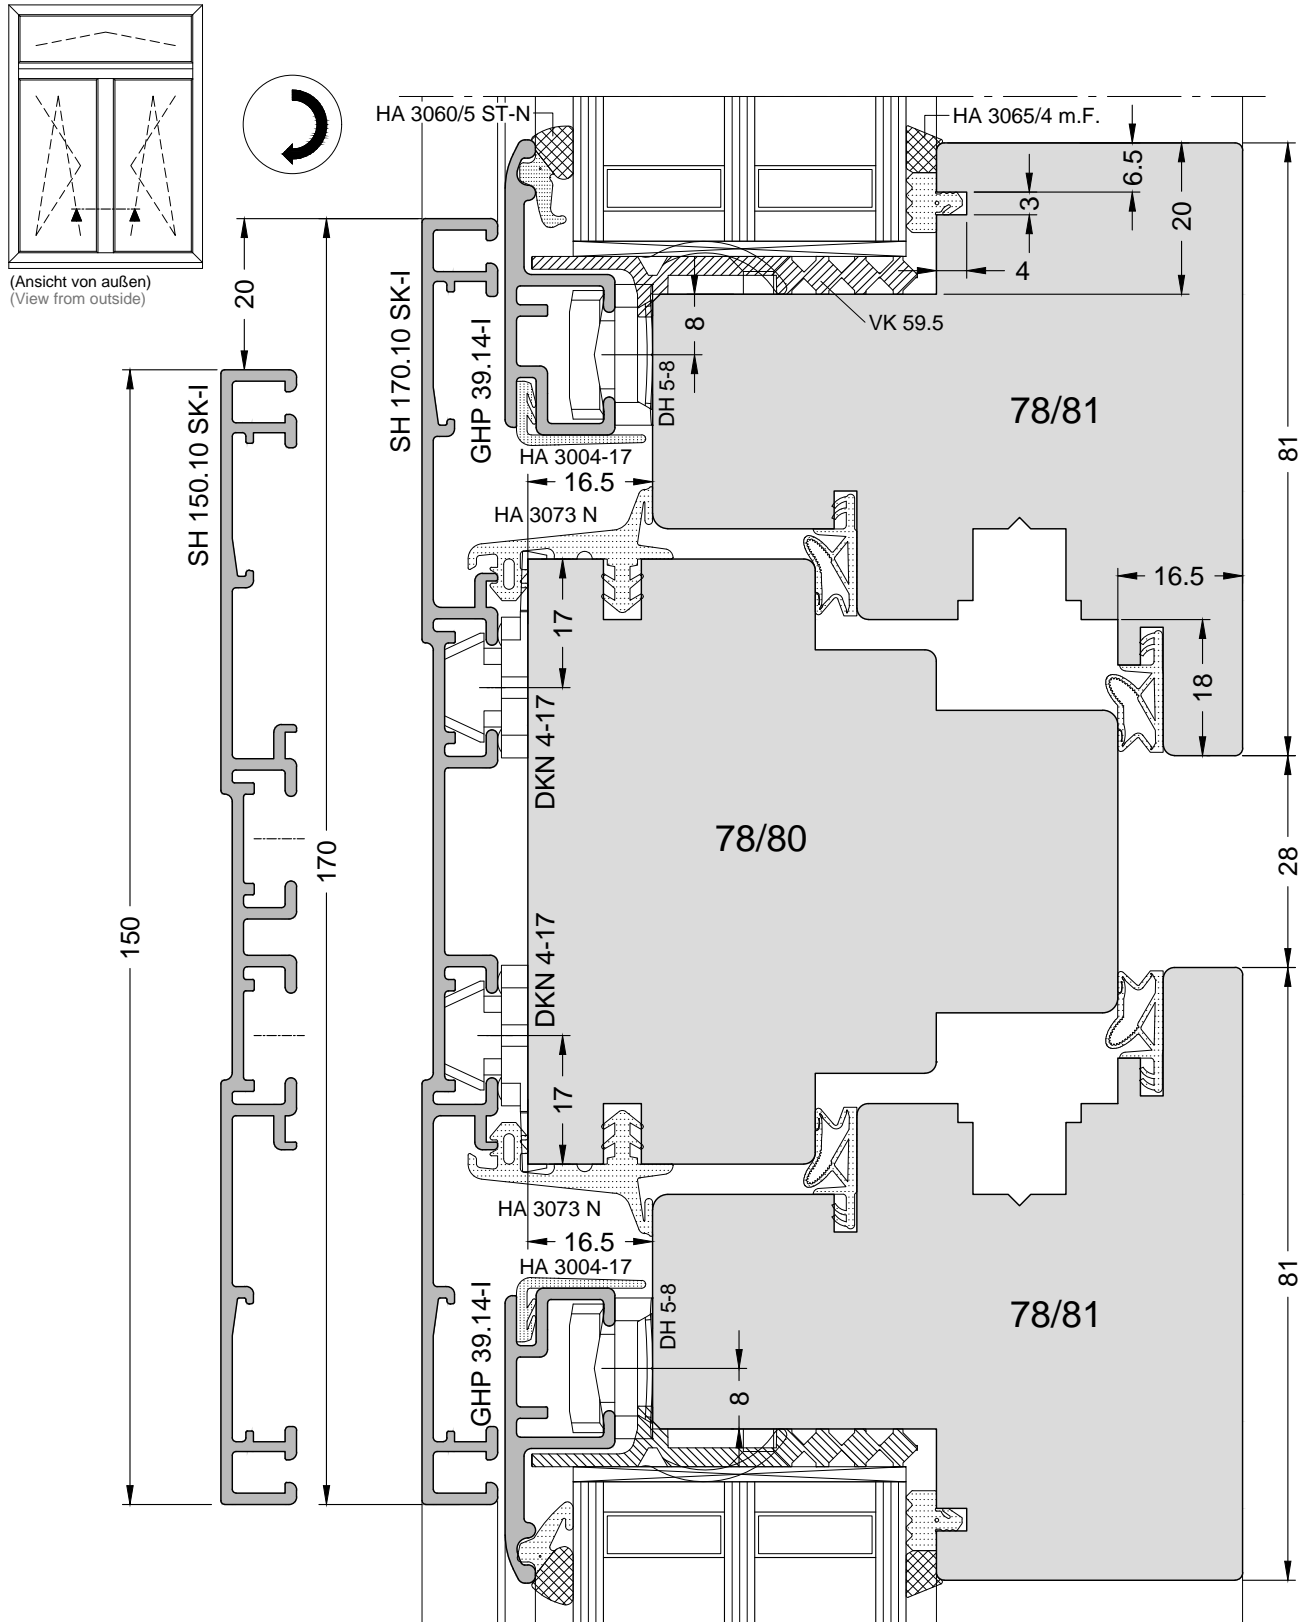 HA 3060/5 ST-N
HA 3065/4 m.F.
6.5
3
20
4
(Ansicht von außen)
(View from outside)
20
SH 170.10 SK-I
GHP 39.14-I
8
VK 59.5
DH 5-8
78/81
81
SH 150.10 SK-I
HA 3004-17
16.5
HA 3073 N
16.5
17
18
DKN 4-17
78/80
28
170
150
DKN 4-17
17
HA 3073 N
16.5
HA 3004-17
GHP 39.14-I
DH 5-8
78/81
81
8